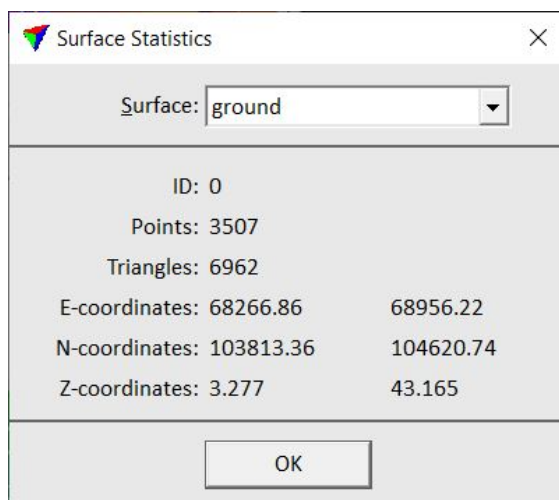 Surface Statistics
Surface: ground
ID: 0
Points: 3507
Triangles: 6962
E-coordinates: 68266.86 68956.22
N-coordinates: 103813.36 104620.74
Z-coordinates: 3.277 43.165
OK